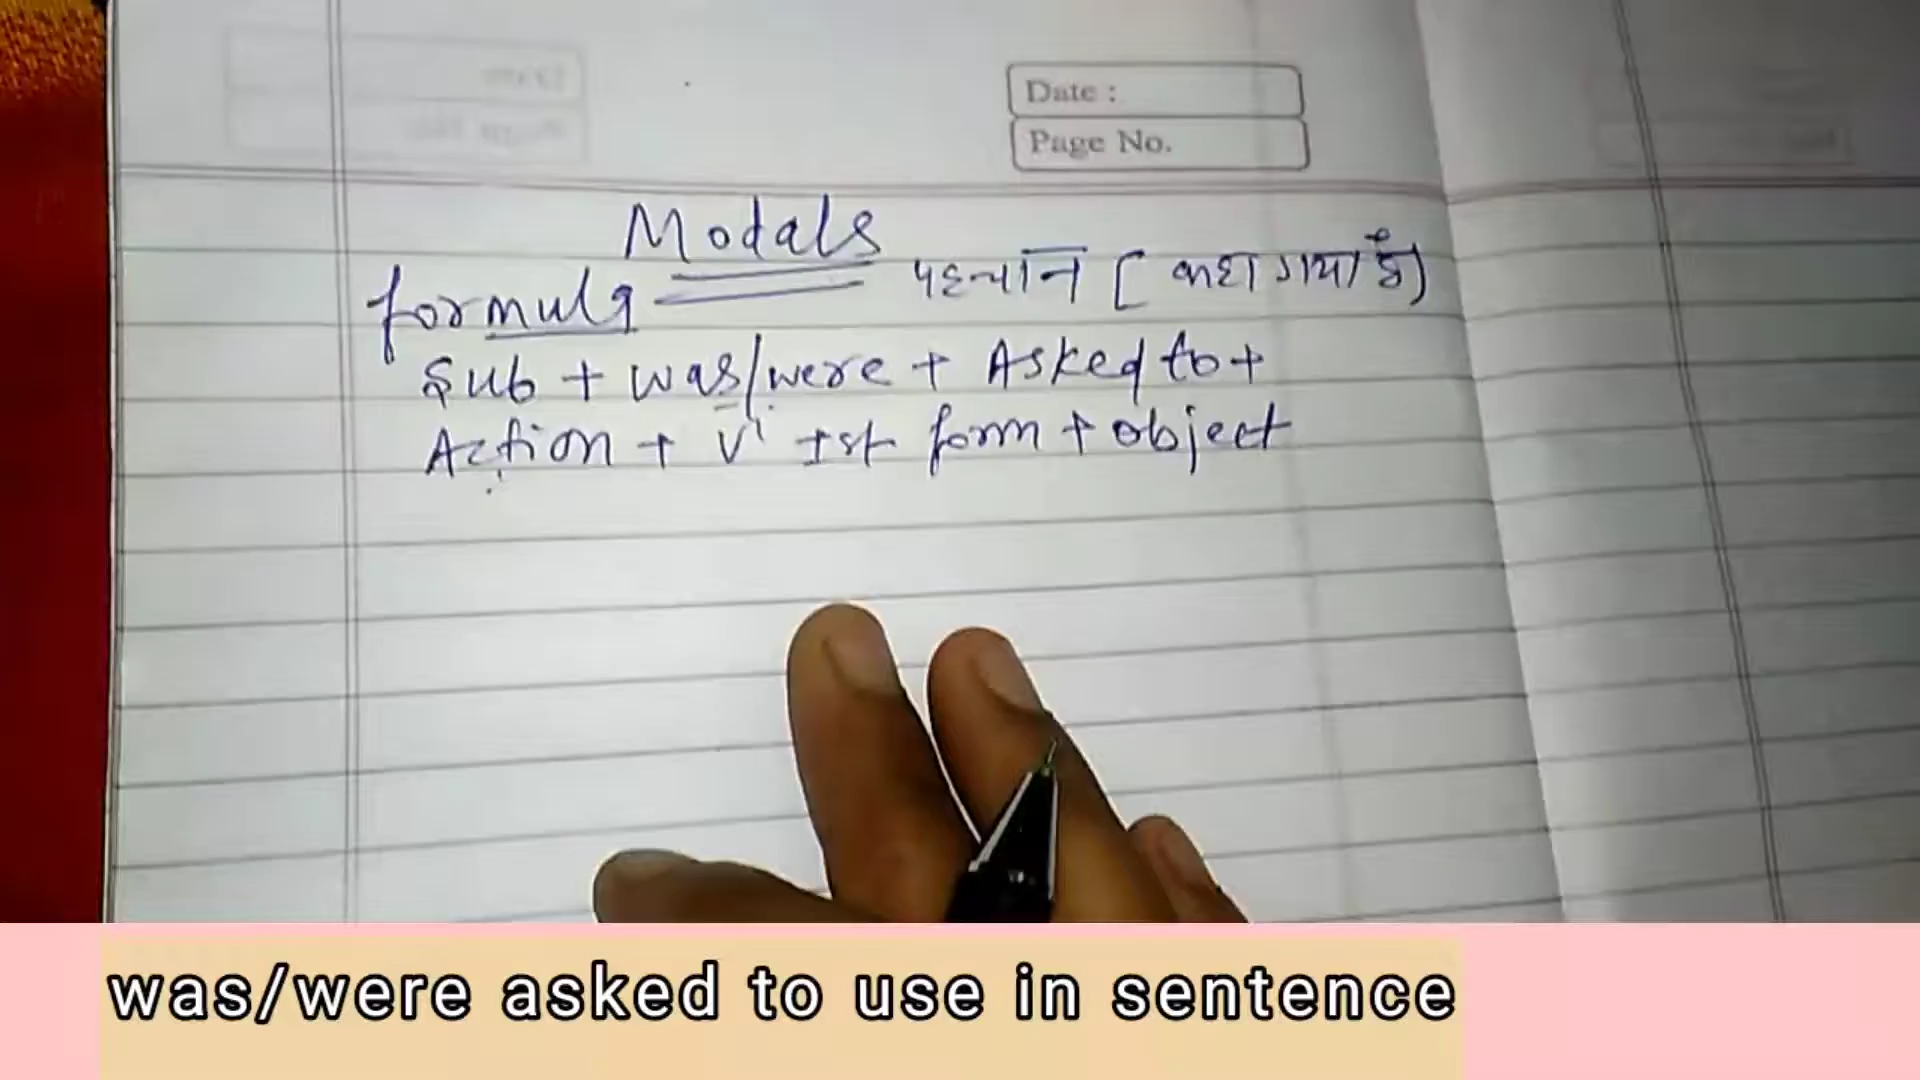 Date :
Page No.
Modals
formula पहचान [ कहा गया है)
Sub + was/were + Asked to +
Action + V¹ Ist form + object
was/were asked to use in sentence